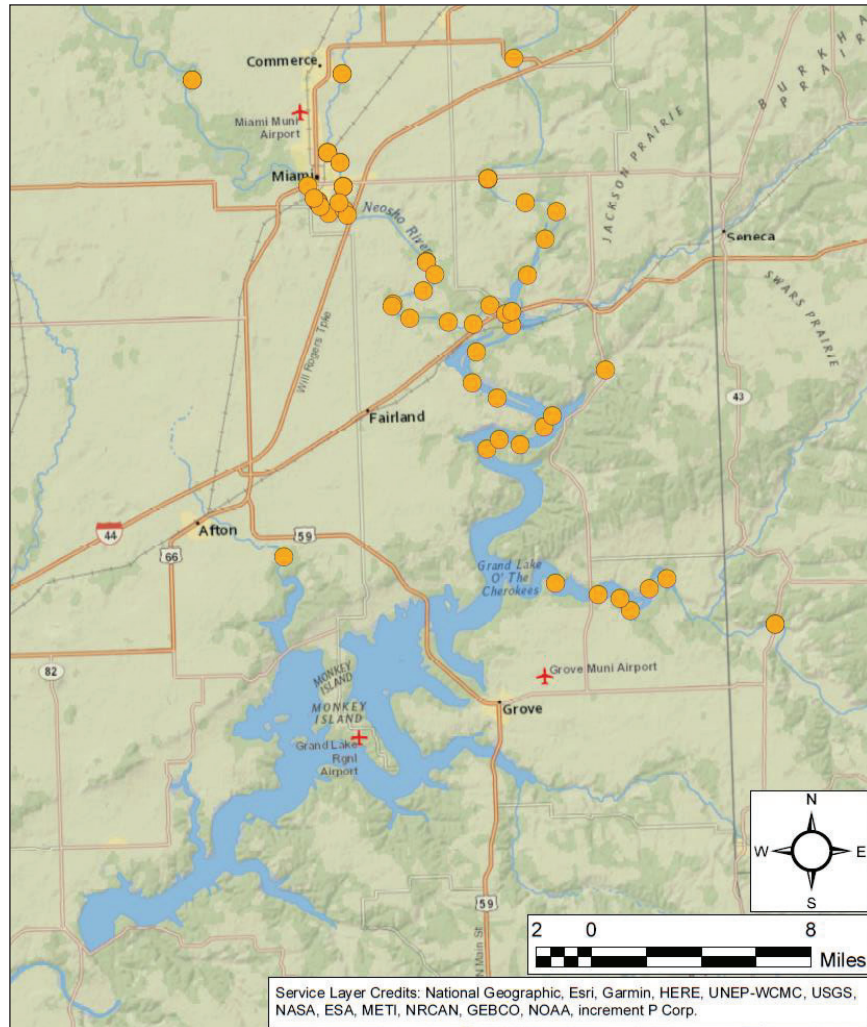 Commerce
Miami Muni
Airport
Miami
Neosho River
JACKSON PRAIRIE
BURKHA
PRAIR
Seneca
SWARS PRAIRIE
43
Will Rogers Tpke
Fairland
Afton
44
66
59
Grand Lake
O' The
Cherokees
82
MONKEY
ISLAND
MONKEY
ISLAND
Grove Muni Airport
Grove
Grand Lake
Rgnl
Airport
59
N Main St
N
W
E
S
2 0 8
Miles
Service Layer Credits: National Geographic, Esri, Garmin, HERE, UNEP-WCMC, USGS,
NASA, ESA, METI, NRCAN, GEBCO, NOAA, increment P Corp.